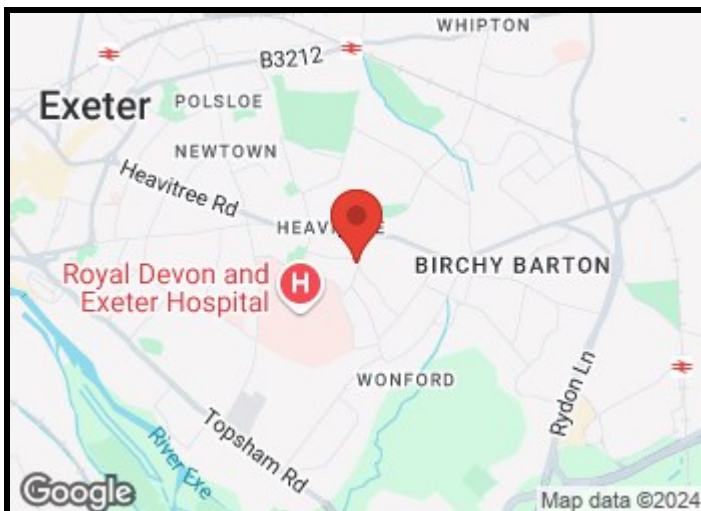 WHIPTON
B3212
Exeter
POLSLOE
NEWTOWN
Heavitree Rd
HEAVI
E
BIRCHY BARTON
Royal Devon and
Exeter Hospital
H
WONFORD
Rydon Ln
Topsham Rd
River Exe
Google
Map data ©2024